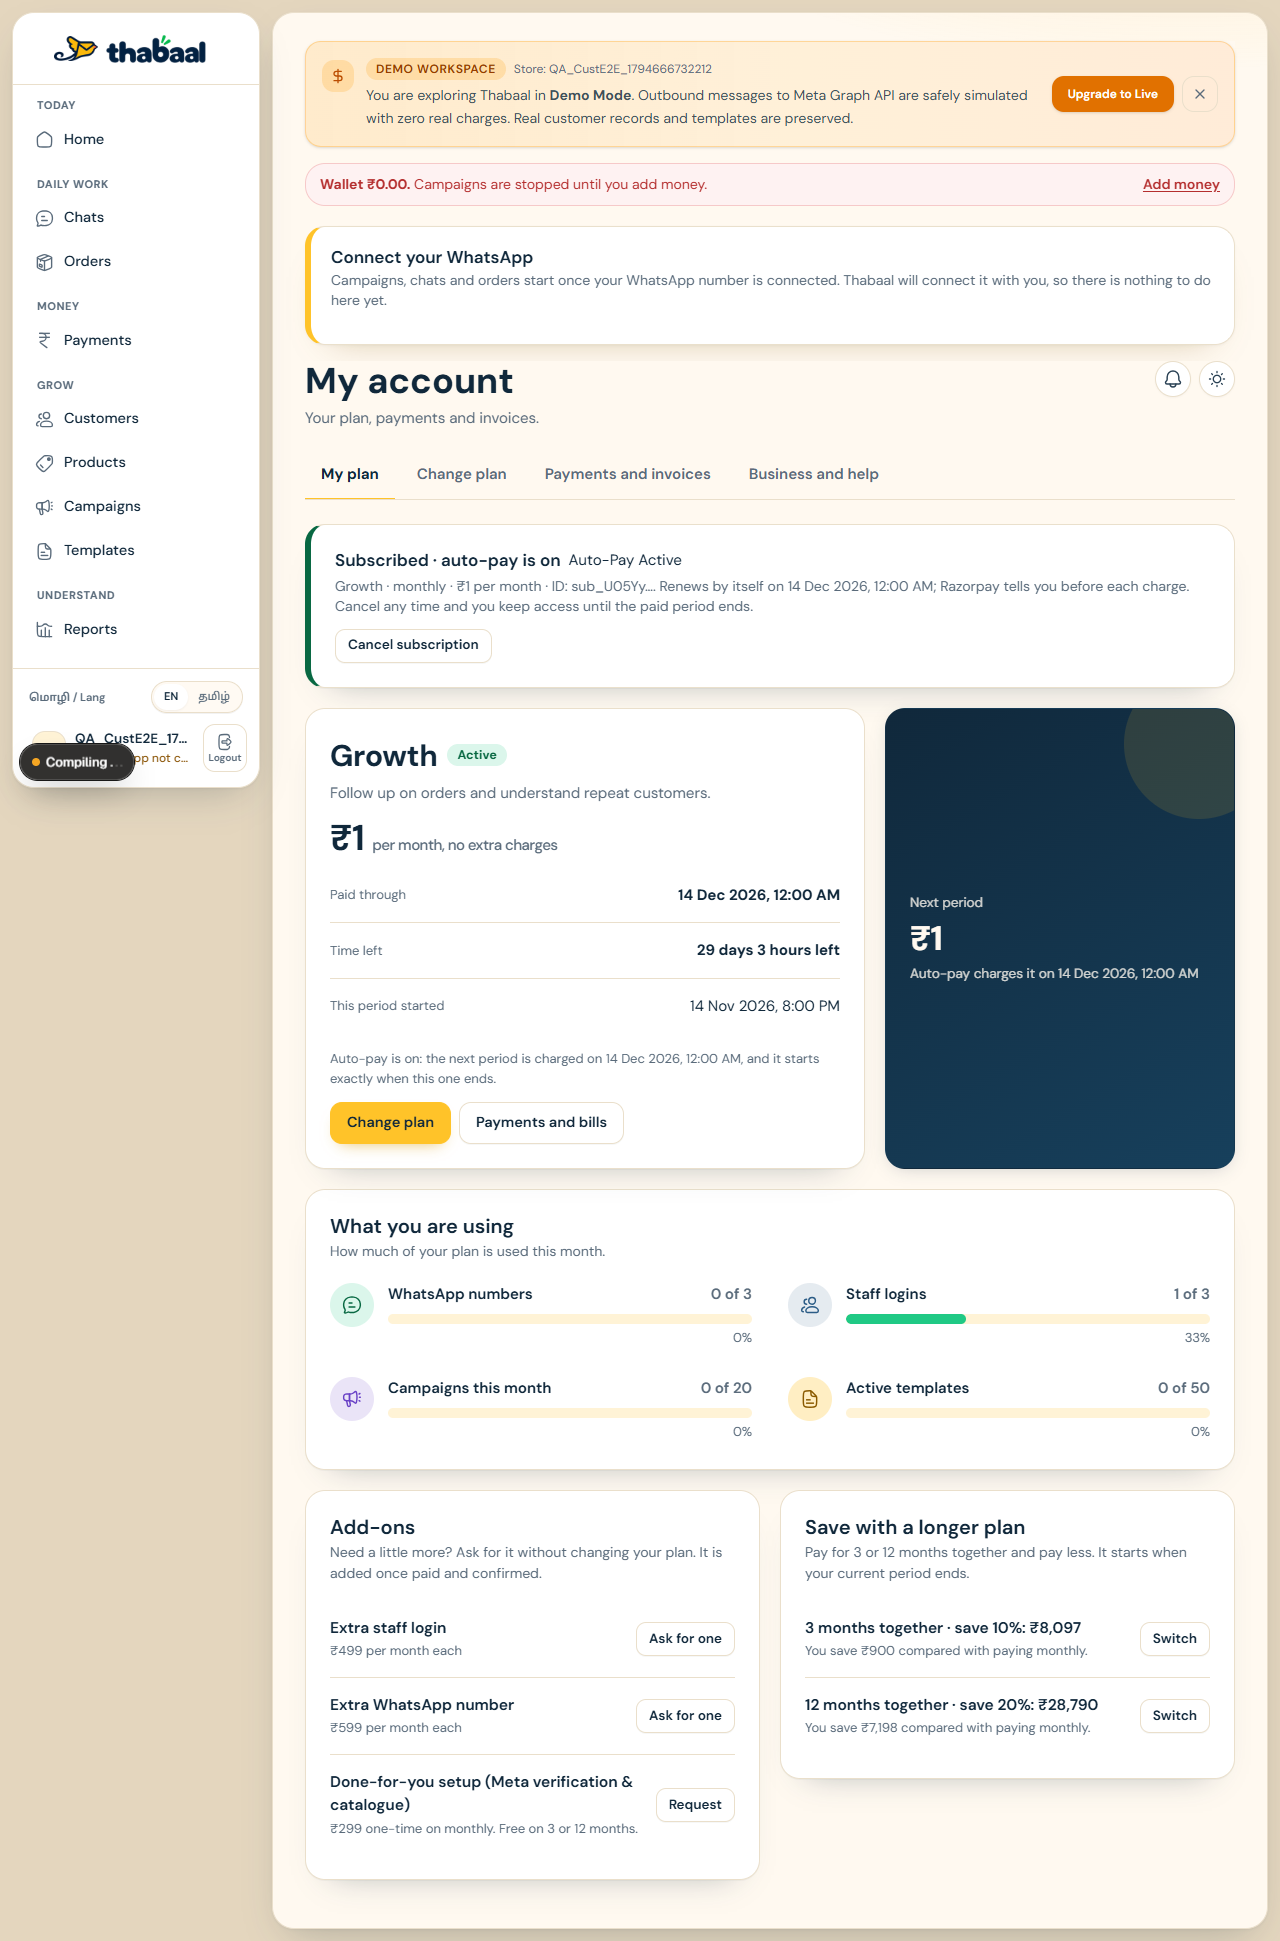 thabaal
TODAY
Home
DAILY WORK
Chats
Orders
MONEY
Payments
GROW
Customers
Products
Campaigns
Templates
UNDERSTAND
Reports
மொழி / Lang
EN
தமிழ்
QA_CustE2E_17...
pp not c...
Logout
Compiling ...
DEMO WORKSPACE
Store: QA_CustE2E_1794666732212
You are exploring Thabaal in Demo Mode. Outbound messages to Meta Graph API are safely simulated
with zero real charges. Real customer records and templates are preserved.
Upgrade to Live
Wallet ₹0.00. Campaigns are stopped until you add money.
Add money
Connect your WhatsApp
Campaigns, chats and orders start once your WhatsApp number is connected. Thabaal will connect it with you, so there is nothing to do
here yet.
My account
Your plan, payments and invoices.
My plan
Change plan
Payments and invoices
Business and help
Subscribed · auto-pay is on Auto-Pay Active
Growth · monthly · ₹1 per month · ID: sub_U05Yy.... Renews by itself on 14 Dec 2026, 12:00 AM; Razorpay tells you before each charge.
Cancel any time and you keep access until the paid period ends.
Cancel subscription
Growth
Active
Follow up on orders and understand repeat customers.
₹1 per month, no extra charges
Paid through
14 Dec 2026, 12:00 AM
Time left
29 days 3 hours left
This period started
14 Nov 2026, 8:00 PM
Auto-pay is on: the next period is charged on 14 Dec 2026, 12:00 AM, and it starts
exactly when this one ends.
Change plan
Payments and bills
Next period
₹1
Auto-pay charges it on 14 Dec 2026, 12:00 AM
What you are using
How much of your plan is used this month.
WhatsApp numbers
0 of 3
0%
Staff logins
1 of 3
33%
Campaigns this month
0 of 20
0%
Active templates
0 of 50
0%
Add-ons
Need a little more? Ask for it without changing your plan. It is
added once paid and confirmed.
Extra staff login
₹499 per month each
Ask for one
Extra WhatsApp number
₹599 per month each
Ask for one
Done-for-you setup (Meta verification &
catalogue)
₹299 one-time on monthly. Free on 3 or 12 months.
Request
Save with a longer plan
Pay for 3 or 12 months together and pay less. It starts when
your current period ends.
3 months together · save 10%: ₹8,097
You save ₹900 compared with paying monthly.
Switch
12 months together · save 20%: ₹28,790
You save ₹7,198 compared with paying monthly.
Switch